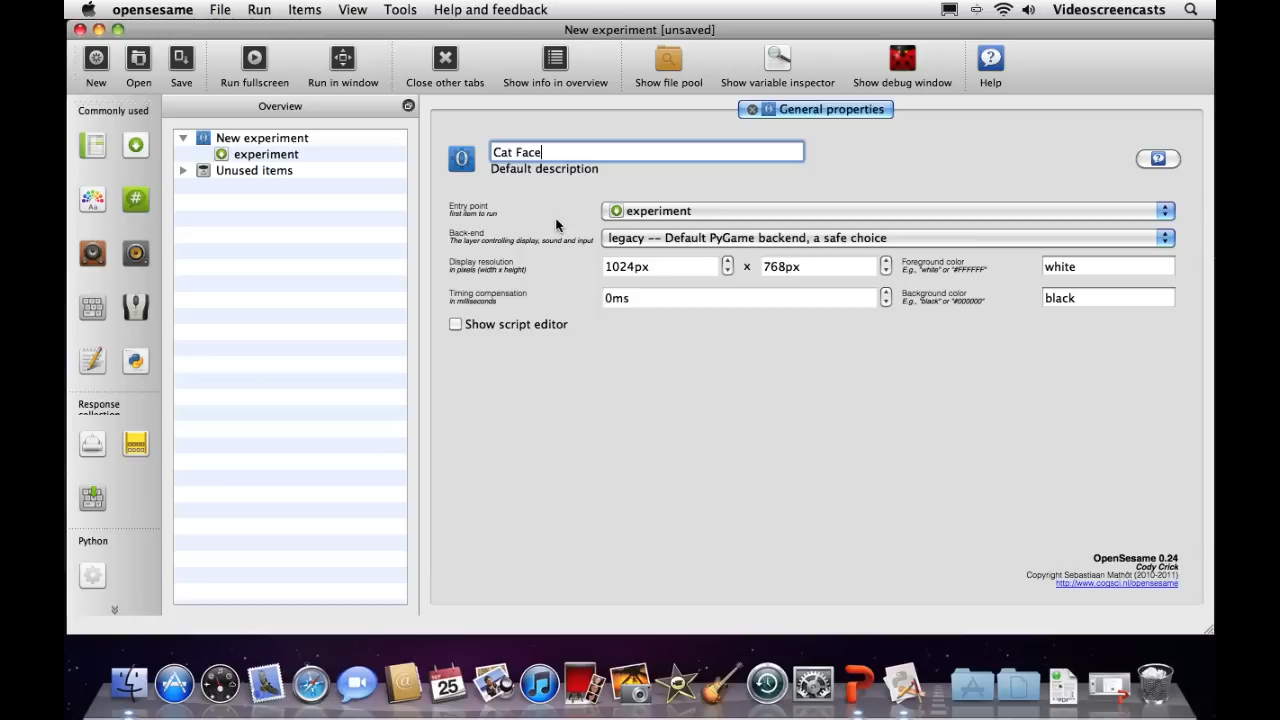 opensesame File Run Items View Tools Help and feedback Videoscreencasts
New experiment [unsaved]
New Open Save Run fullscreen Run in window Close other tabs Show info in overview Show file pool Show variable inspector Show debug window Help
Commonly used
Overview
General properties
New experiment
experiment
Unused items
Cat Face
Default description
Entry point
first item to run
experiment
Back-end
The layer controlling display, sound and input
legacy -- Default PyGame backend, a safe choice
Display resolution
in pixels (width x height)
1024px x 768px
Foreground color
E.g., "white" or "#FFFFFF"
white
Timing compensation
in milliseconds
0ms
Background color
E.g., "black" or "#000000"
black
Show script editor
Aa
Response
collection
Python
OpenSesame 0.24
Cody Crick
Copyright Sebastiaan Mathôt (2010-2011)
http://www.cogsci.nl/opensesame
25